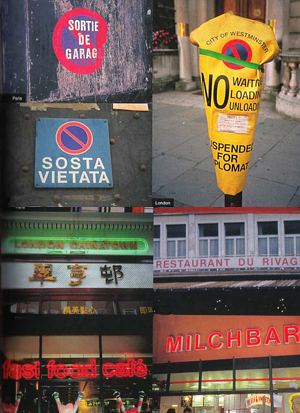 SORTIE
DE
GARAG
Paris
CITY OF WESTMINSTER
NO
WAITI
LOADIN
UNLOADI
USPENDE
FOR
PLOMAT
London
SOSTA
VIETATA
LONDON CHINATOWN
RESTAURANT DU RIVAG
fast food café
MILCHBAR